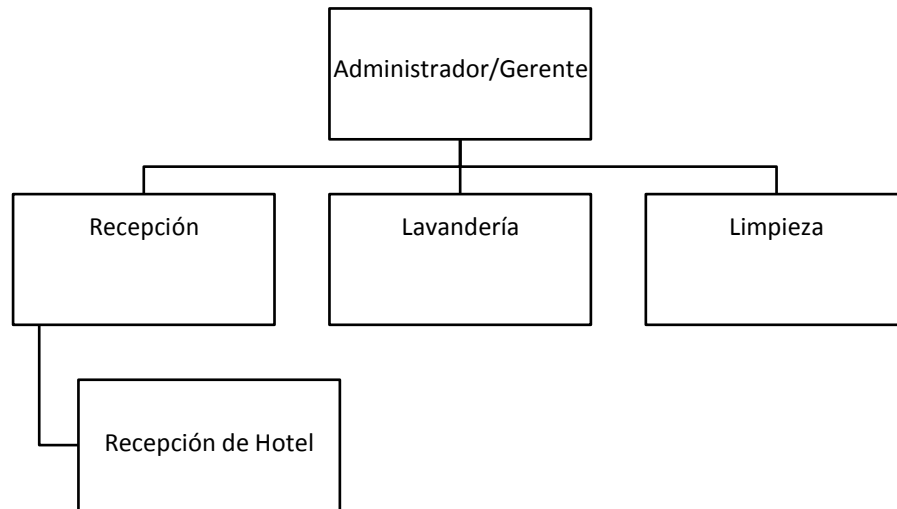 Administrador/Gerente
Recepción
Lavandería
Limpieza
Recepción de Hotel